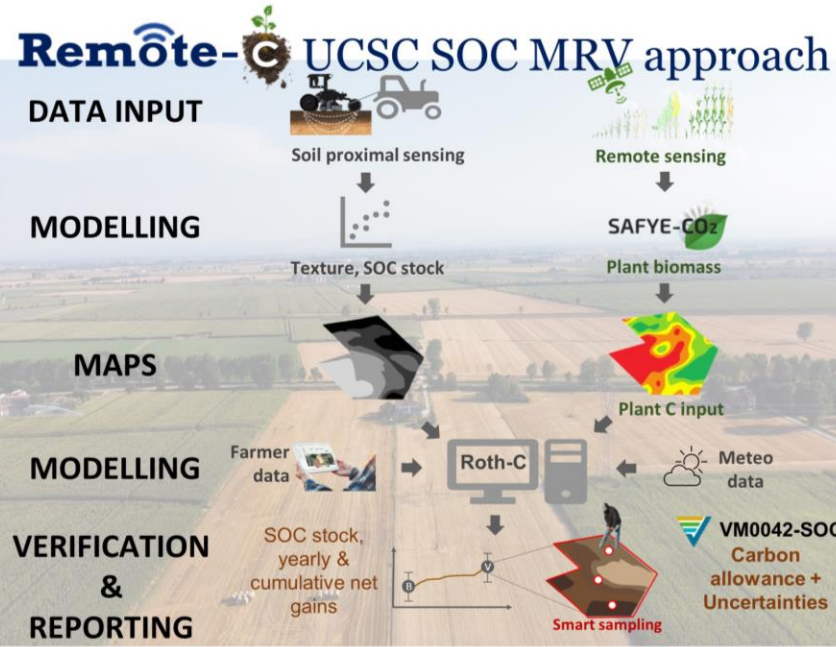 Remote-C UCSC SOC MRV approach
DATA INPUT
Soil proximal sensing
Remote sensing
MODELLING
SAFYE-CO2
Texture, SOC stock
Plant biomass
MAPS
Plant C input
MODELLING
Farmer
data
Roth-C
Meteo
data
VERIFICATION
&
REPORTING
SOC stock,
yearly &
cumulative net
gains
B
V
Smart sampling
VM0042-SOC
Carbon
allowance +
Uncertainties